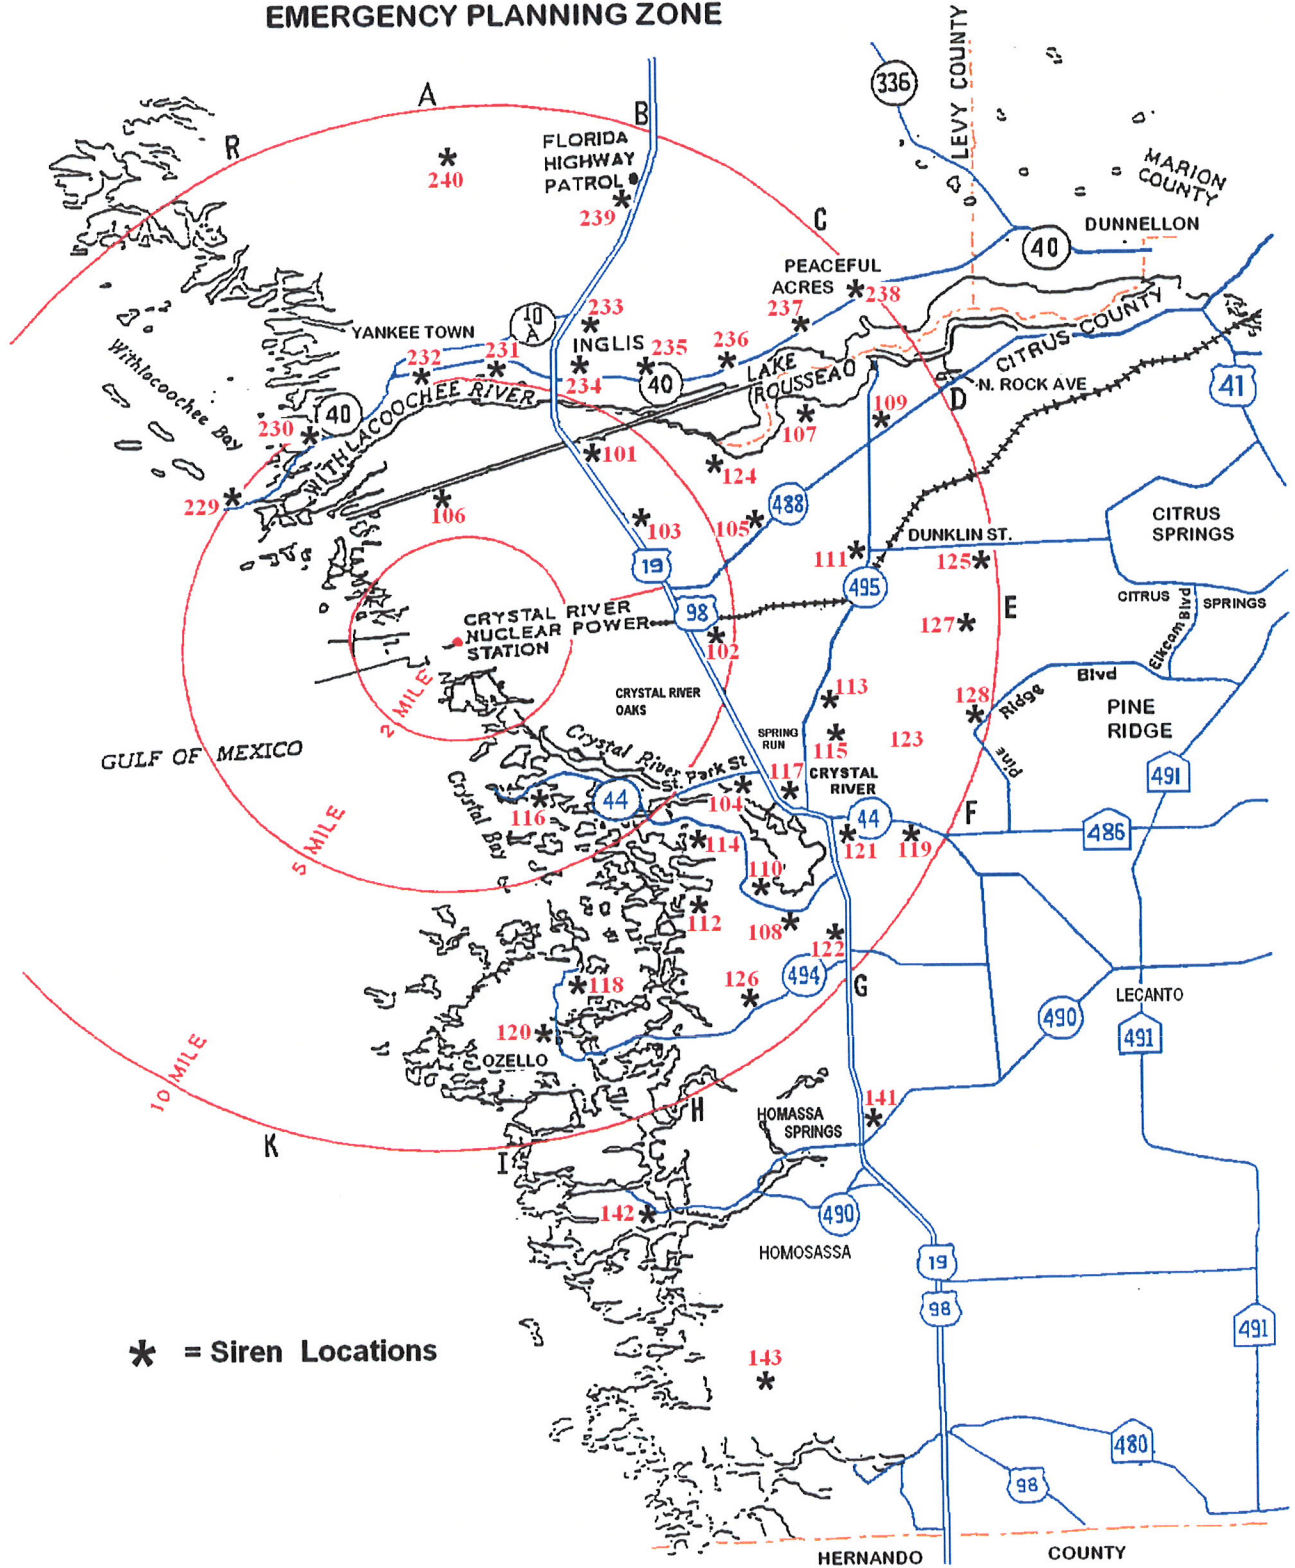 EMERGENCY PLANNING ZONE
A
B
R
C
336
LEVY COUNTY
MARION
COUNTY
DUNNELLON
40
FLORIDA
HIGHWAY
PATROL
240
239
PEACEFUL
ACRES
237
238
10
A
233
YANKEE TOWN
INGLIS
232
231
234
235
40
236
LAKE
ROUSSEAU
CITRUS COUNTY
N. ROCK AVE
41
D
Withlacoochee Bay
40
230
WITHLACOOCHEE RIVER
229
106
101
107
109
124
103
105
488
19
111
DUNKLIN ST.
125
495
CITRUS
SPRINGS
CITRUS
SPRINGS
Elkcam Blvd
E
CRYSTAL RIVER
NUCLEAR POWER
STATION
98
102
127
2 MILE
CRYSTAL RIVER
OAKS
113
128
Pine
Ridge
Blvd
PINE
RIDGE
GULF OF MEXICO
Crystal River
St. Park St
SPRING
RUN
115
123
117
CRYSTAL
RIVER
491
Crystal Bay
116
44
104
44
F
486
5 MILE
114
121
119
110
112
108
122
494
G
118
126
LECANTO
490
491
120
OZELLO
10 MILE
141
H
HOMASSA
SPRINGS
K
I
142
490
HOMOSASSA
19
98
491
* = Siren Locations
143
480
98
HERNANDO
COUNTY